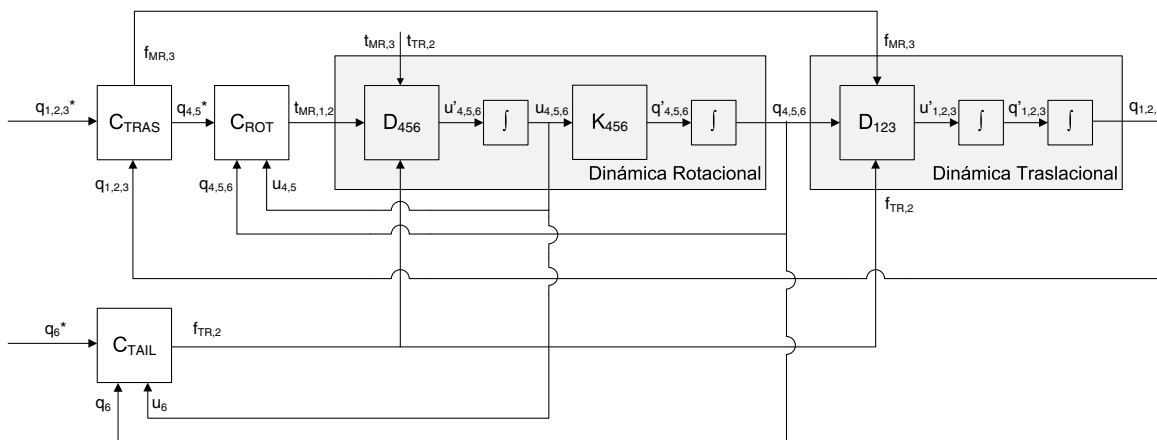 f_MR,3
t_MR,3 t_TR,2
f_MR,3
q_1,2,3*
C_TRAS
q_4,5*
C_ROT
t_MR,1,2
D_456
u'_4,5,6
∫
u_4,5,6
K_456
q'_4,5,6
∫
q_4,5,6
D_123
u'_1,2,3
∫
q'_1,2,3
∫
q_1,2,
q_1,2,3
q_4,5,6
u_4,5
Dinámica Rotacional
Dinámica Traslacional
f_TR,2
q_6*
C_TAIL
f_TR,2
q_6
u_6